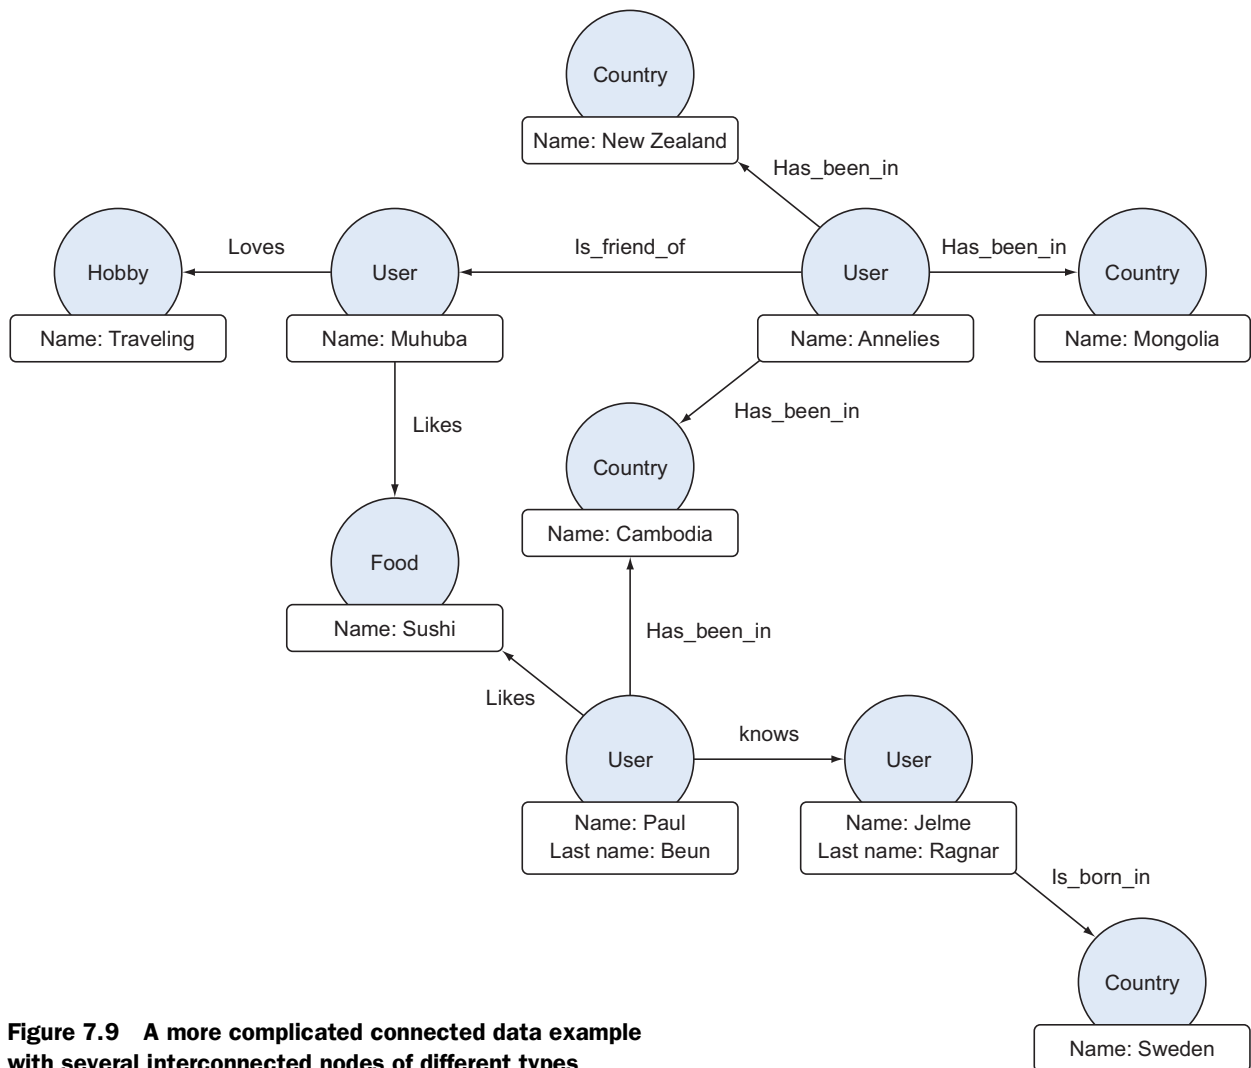 Country
Name: New Zealand
Has_been_in
Loves
Is_friend_of
Has_been_in
Hobby
User
User
Country
Name: Traveling
Name: Muhuba
Name: Annelies
Name: Mongolia
Has_been_in
Likes
Country
Name: Cambodia
Food
Name: Sushi
Has_been_in
Likes
knows
User
User
Name: Paul
Last name: Beun
Name: Jelme
Last name: Ragnar
Is_born_in
Country
Name: Sweden
Figure 7.9 A more complicated connected data example
with several interconnected nodes of different types